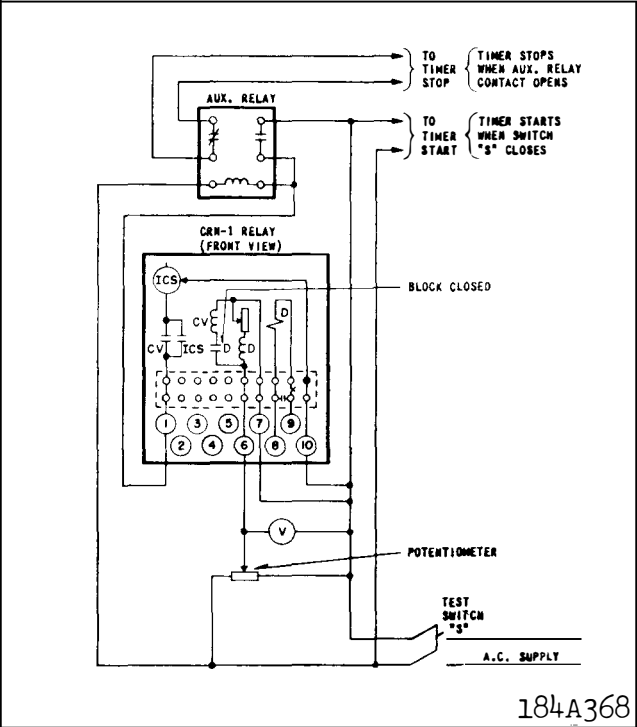 TO TIMER STOP
TIMER STOPS WHEN AUX. RELAY CONTACT OPENS
AUX. RELAY
TO TIMER START
TIMER STARTS WHEN SWITCH "S" CLOSES
CRN-1 RELAY
(FRONT VIEW)
ICS
BLOCK CLOSED
CV
D
D
CV
ICS
D
1
3
5
7
9
2
4
6
8
10
V
POTENTIOMETER
TEST
SWITCH
"S"
A.C. SUPPLY
184A368